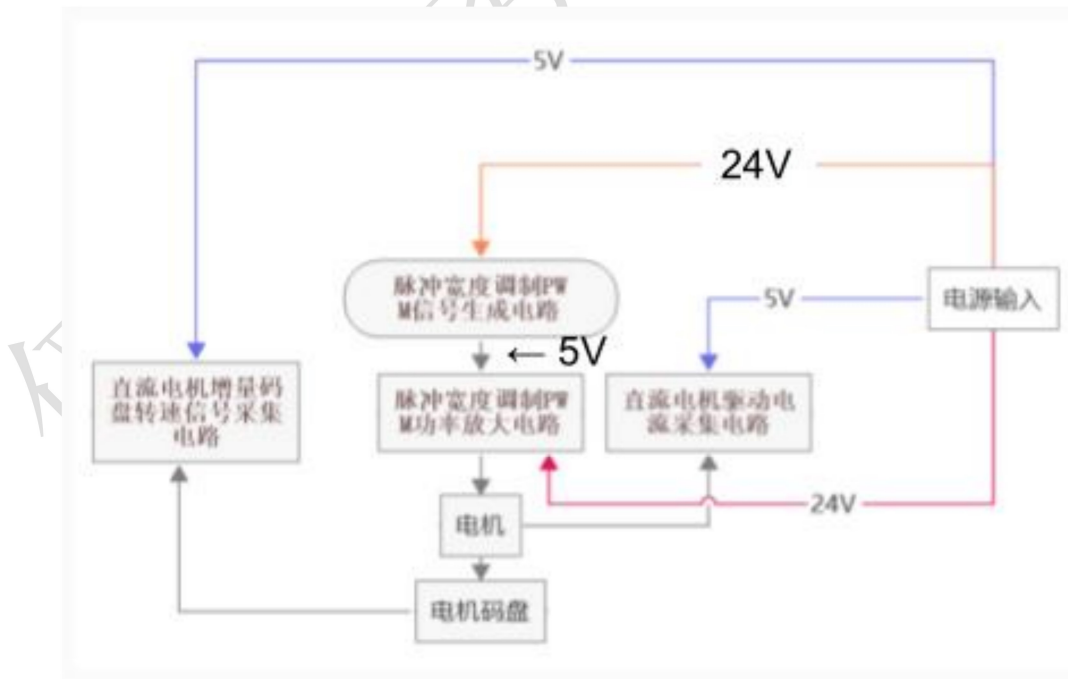 5V
24V
脉冲宽度调制PW
M信号生成电路
电源输入
5V
← 5V
直流电机增量码
盘转速信号采集
电路
脉冲宽度调制PW
M功率放大电路
直流电机驱动电
流采集电路
24V
电机
电机码盘